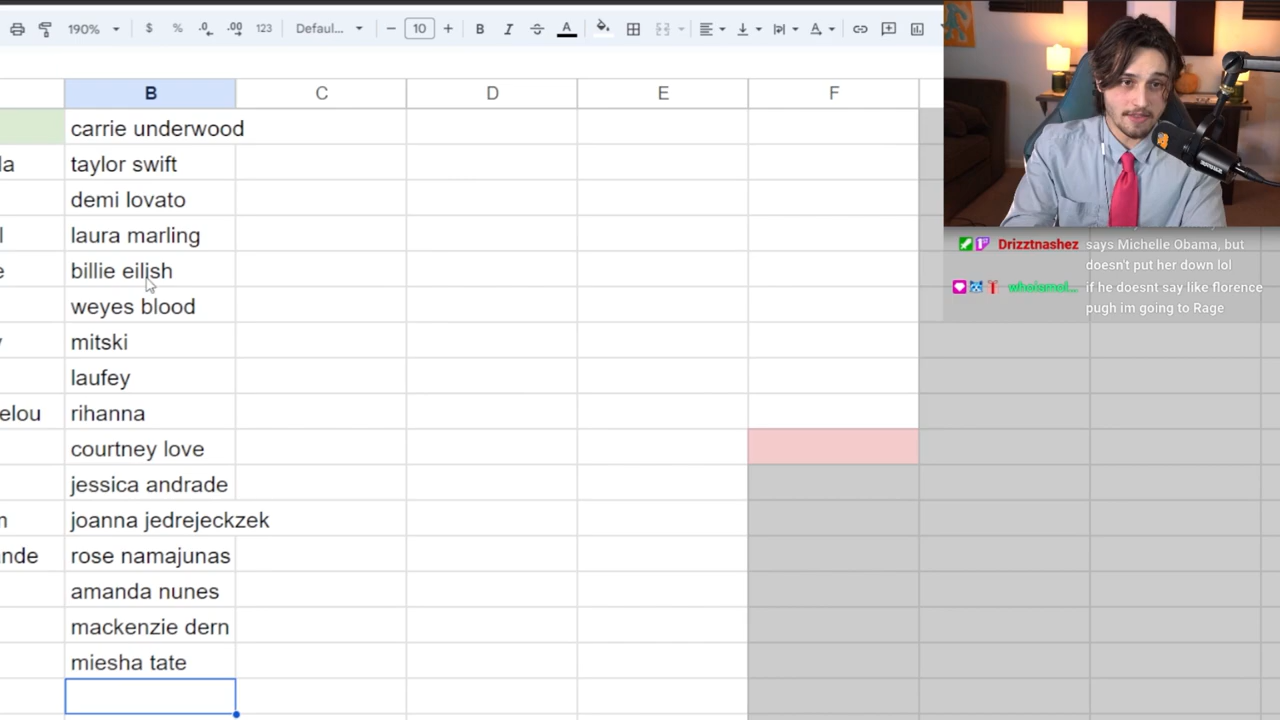 190%
$ % .0 .00 123 Defaul... 10 B I A
B C D E F
carrie underwood
la taylor swift
demi lovato
l laura marling
e billie eilish
weyes blood
y mitski
laufey
elou rihanna
courtney love
jessica andrade
n joanna jedrejeckzek
ande rose namajunas
amanda nunes
mackenzie dern
miesha tate
Drizztnashez says Michelle Obama, but
doesn't put her down lol
if he doesnt say like florence
pugh im going to Rage